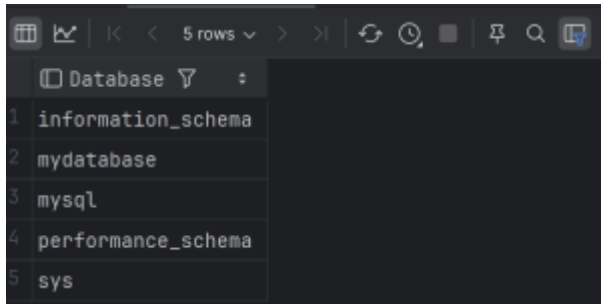 5 rows
Database
1 information_schema
2 mydatabase
3 mysql
4 performance_schema
5 sys